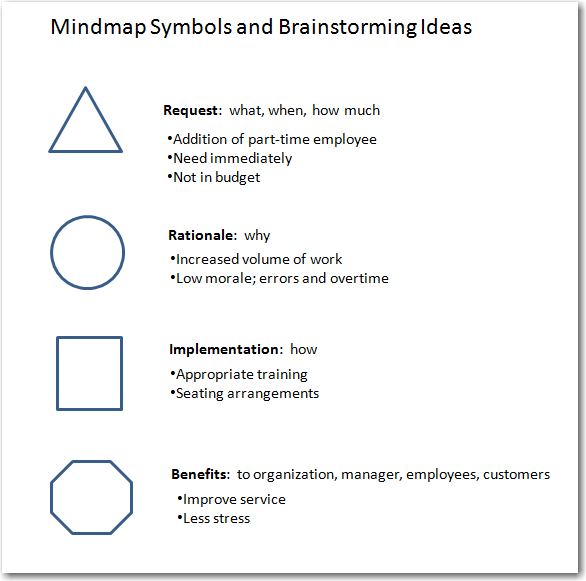 Mindmap Symbols and Brainstorming Ideas
Request: what, when, how much
•Addition of part-time employee
•Need immediately
•Not in budget
Rationale: why
•Increased volume of work
•Low morale; errors and overtime
Implementation: how
•Appropriate training
•Seating arrangements
Benefits: to organization, manager, employees, customers
•Improve service
•Less stress